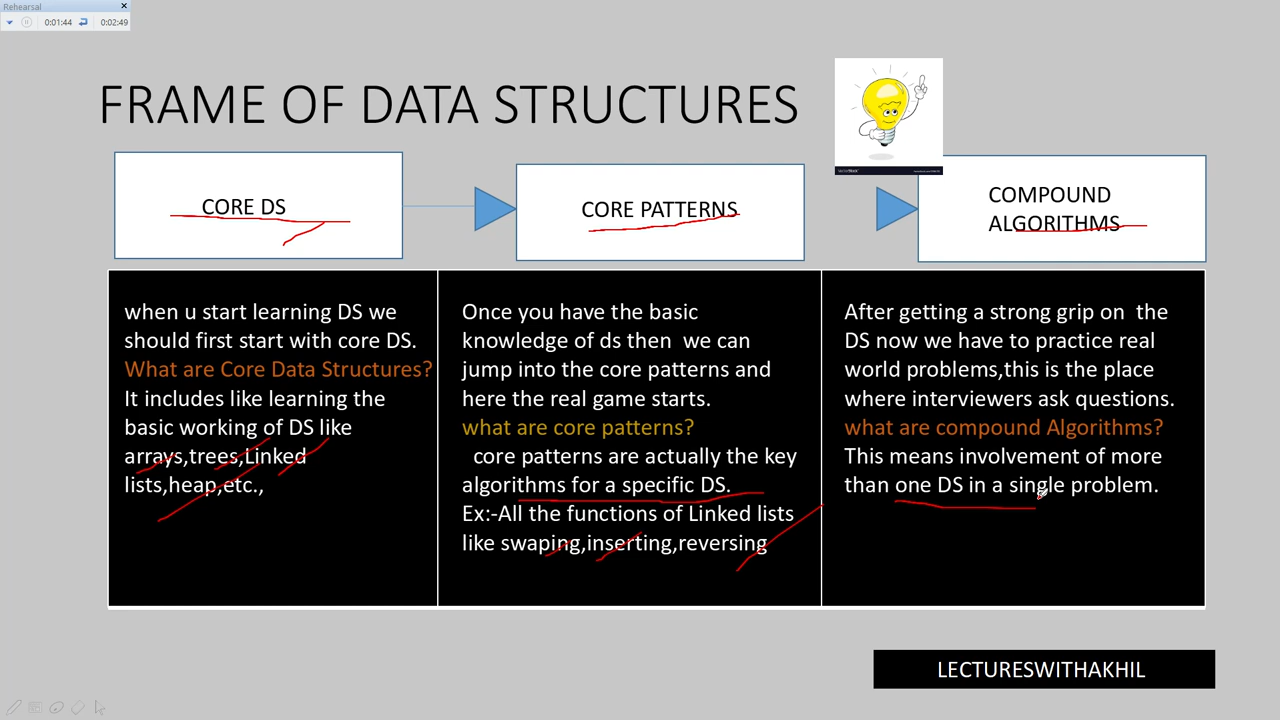 Rehearsal
0:01:44
0:02:49
FRAME OF DATA STRUCTURES
CORE DS
CORE PATTERNS
COMPOUND
ALGORITHMS
when u start learning DS we
should first start with core DS.
What are Core Data Structures?
It includes like learning the
basic working of DS like
arrays,trees,Linked
lists,heap,etc.,
Once you have the basic
knowledge of ds then we can
jump into the core patterns and
here the real game starts.
what are core patterns?
core patterns are actually the key
algorithms for a specific DS.
Ex:-All the functions of Linked lists
like swaping,inserting,reversing
After getting a strong grip on the
DS now we have to practice real
world problems,this is the place
where interviewers ask questions.
what are compound Algorithms?
This means involvement of more
than one DS in a single problem.
LECTURESWITHAKHIL